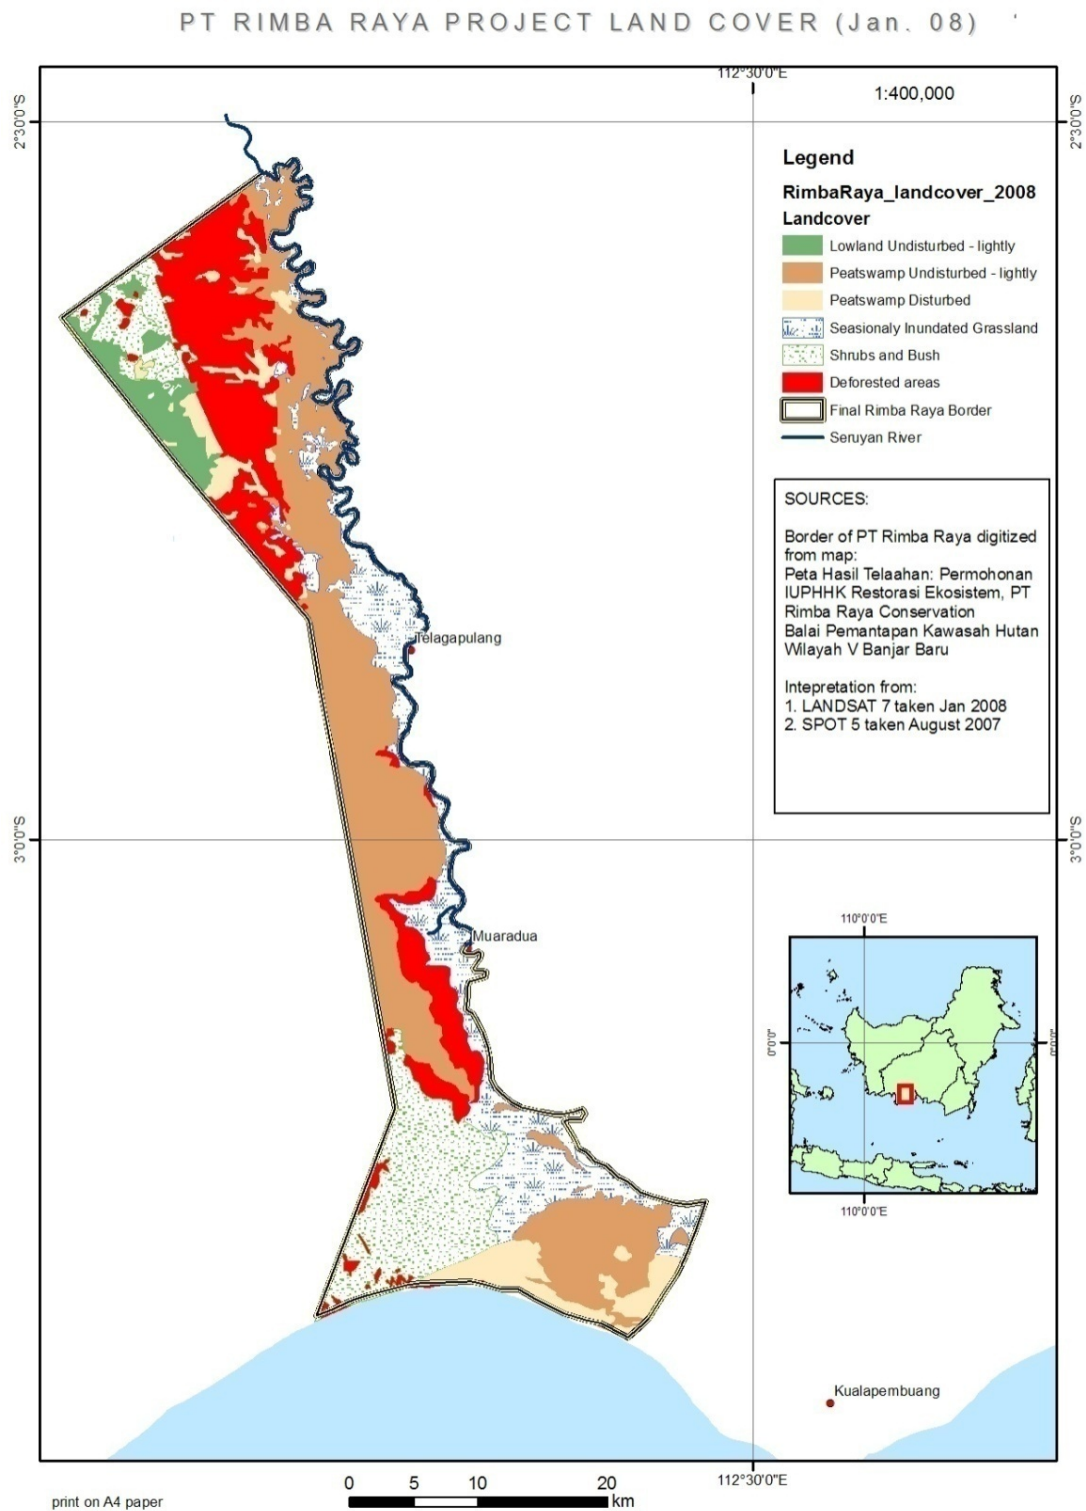 PT RIMBA RAYA PROJECT LAND COVER (Jan. 08)
112°30'0"E
1:400,000
2°30'0"S
2°30'0"S
Legend
RimbaRaya_landcover_2008
Landcover
Lowland Undisturbed - lightly
Peatswamp Undisturbed - lightly
Peatswamp Disturbed
Seasionaly Inundated Grassland
Shrubs and Bush
Deforested areas
Final Rimba Raya Border
Seruyan River
SOURCES:
Border of PT Rimba Raya digitized
from map:
Peta Hasil Telaahan: Permohonan
IUPHHK Restorasi Ekosistem, PT
Rimba Raya Conservation
Balai Pemantapan Kawasah Hutan
Wilayah V Banjar Baru
Intepretation from:
1. LANDSAT 7 taken Jan 2008
2. SPOT 5 taken August 2007
Telagapulang
3°0'0"S
3°0'0"S
Muaradua
110°0'0"E
0°0'0"
0°0'0"
110°0'0"E
Kualapembuang
112°30'0"E
0 5 10 20
km
print on A4 paper